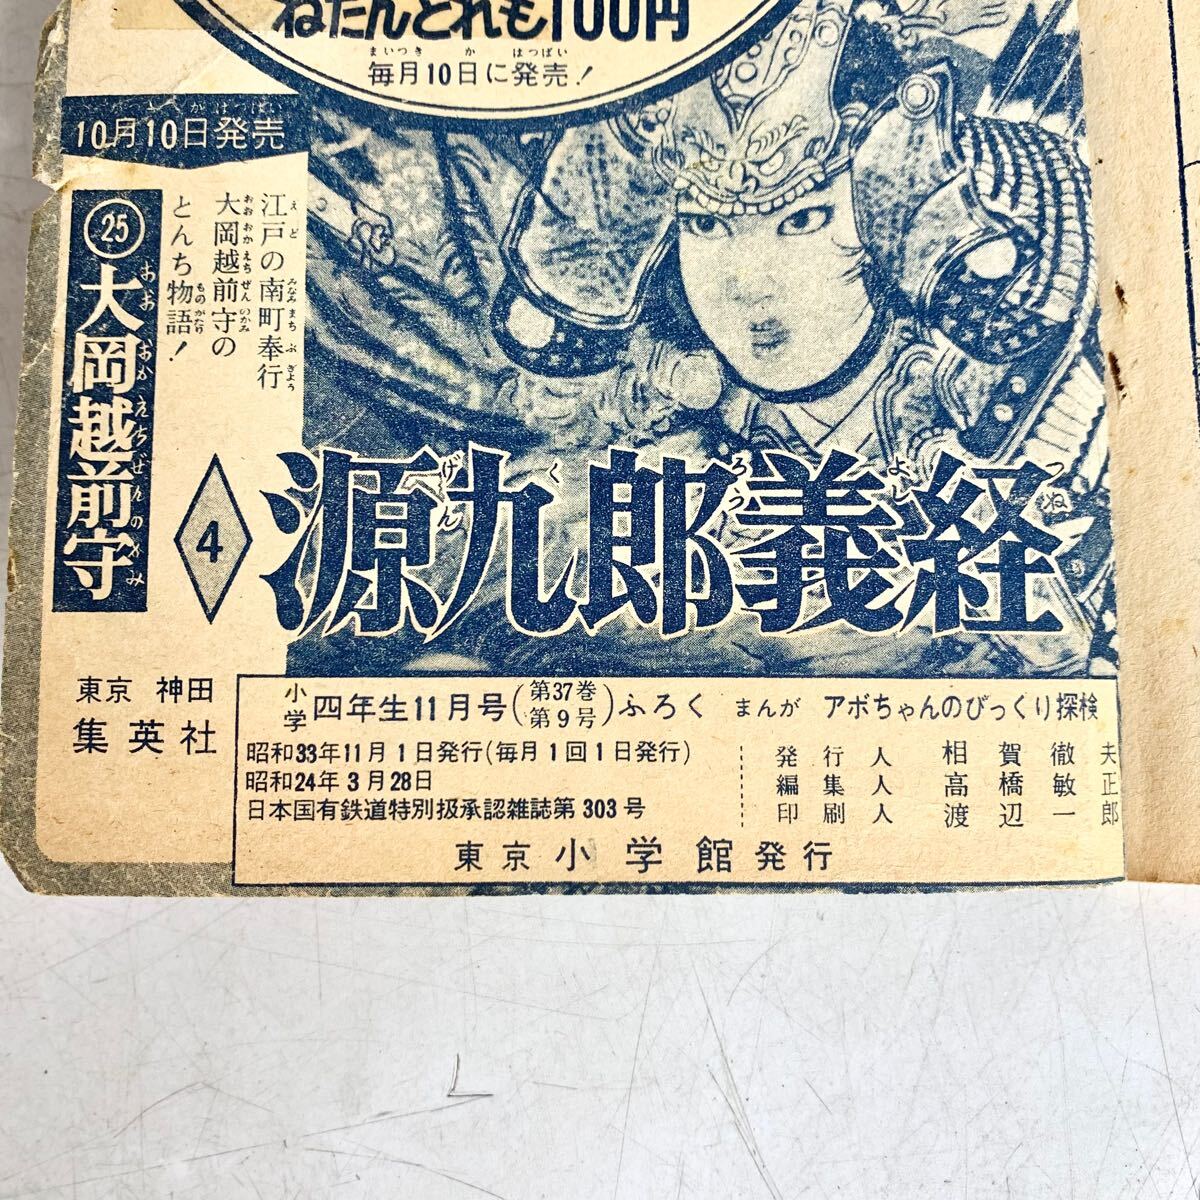 ねだんどれも100円
毎月10日に発売!
10月10日発売
江戸の南町奉行
大岡越前守の
とんち物語!
㉕大岡越前守
4
源九郎義経
東京 神田
集英社
小学四年生11月号(第37巻第9号)ふろく まんが アボちゃんのびっくり探検
昭和33年11月1日発行(毎月1回1日発行)
昭和24年3月28日
日本国有鉄道特別扱承認雑誌第303号
発行人 相賀徹夫
編集人 高橋敏正
印刷人 渡辺一郎
東京 小学館発行